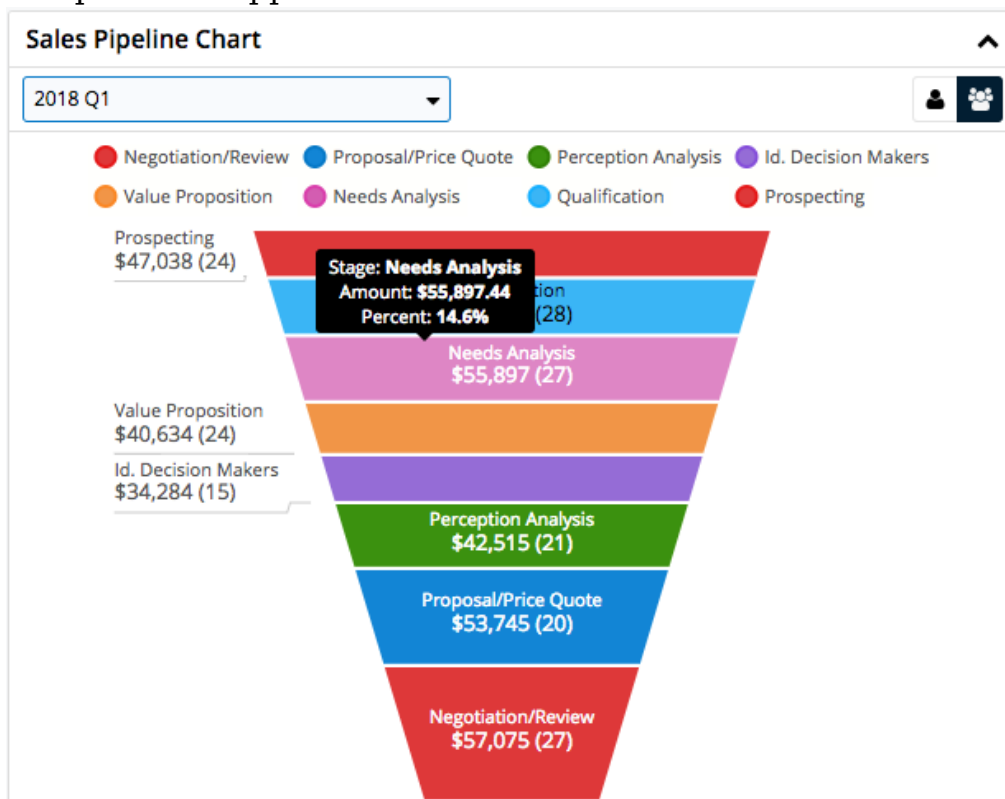 Sales Pipeline Chart
2018 Q1
Negotiation/Review Proposal/Price Quote Perception Analysis Id. Decision Makers
Value Proposition Needs Analysis Qualification Prospecting
Prospecting
$47,038 (24)
Stage: Needs Analysis
Amount: $55,897.44
Percent: 14.6%
(28)
Needs Analysis
$55,897 (27)
Value Proposition
$40,634 (24)
Id. Decision Makers
$34,284 (15)
Perception Analysis
$42,515 (21)
Proposal/Price Quote
$53,745 (20)
Negotiation/Review
$57,075 (27)